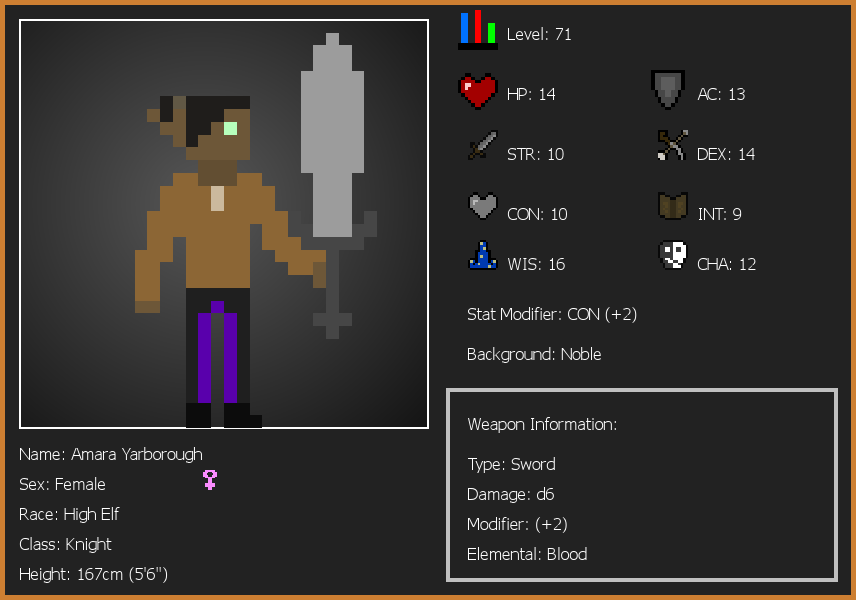 Level: 71
HP: 14
AC: 13
STR: 10
DEX: 14
CON: 10
INT: 9
WIS: 16
CHA: 12
Stat Modifier: CON (+2)
Background: Noble
Weapon Information:
Type: Sword
Damage: d6
Modifier: (+2)
Elemental: Blood
Name: Amara Yarborough
Sex: Female
Race: High Elf
Class: Knight
Height: 167cm (5'6")